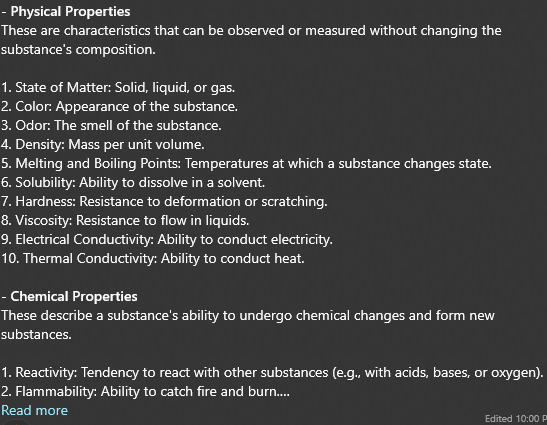 - Physical Properties
These are characteristics that can be observed or measured without changing the
substance's composition.
1. State of Matter: Solid, liquid, or gas.
2. Color: Appearance of the substance.
3. Odor: The smell of the substance.
4. Density: Mass per unit volume.
5. Melting and Boiling Points: Temperatures at which a substance changes state.
6. Solubility: Ability to dissolve in a solvent.
7. Hardness: Resistance to deformation or scratching.
8. Viscosity: Resistance to flow in liquids.
9. Electrical Conductivity: Ability to conduct electricity.
10. Thermal Conductivity: Ability to conduct heat.
- Chemical Properties
These describe a substance's ability to undergo chemical changes and form new
substances.
1. Reactivity: Tendency to react with other substances (e.g., with acids, bases, or oxygen).
2. Flammability: Ability to catch fire and burn....
Read more
Edited 10:00 P